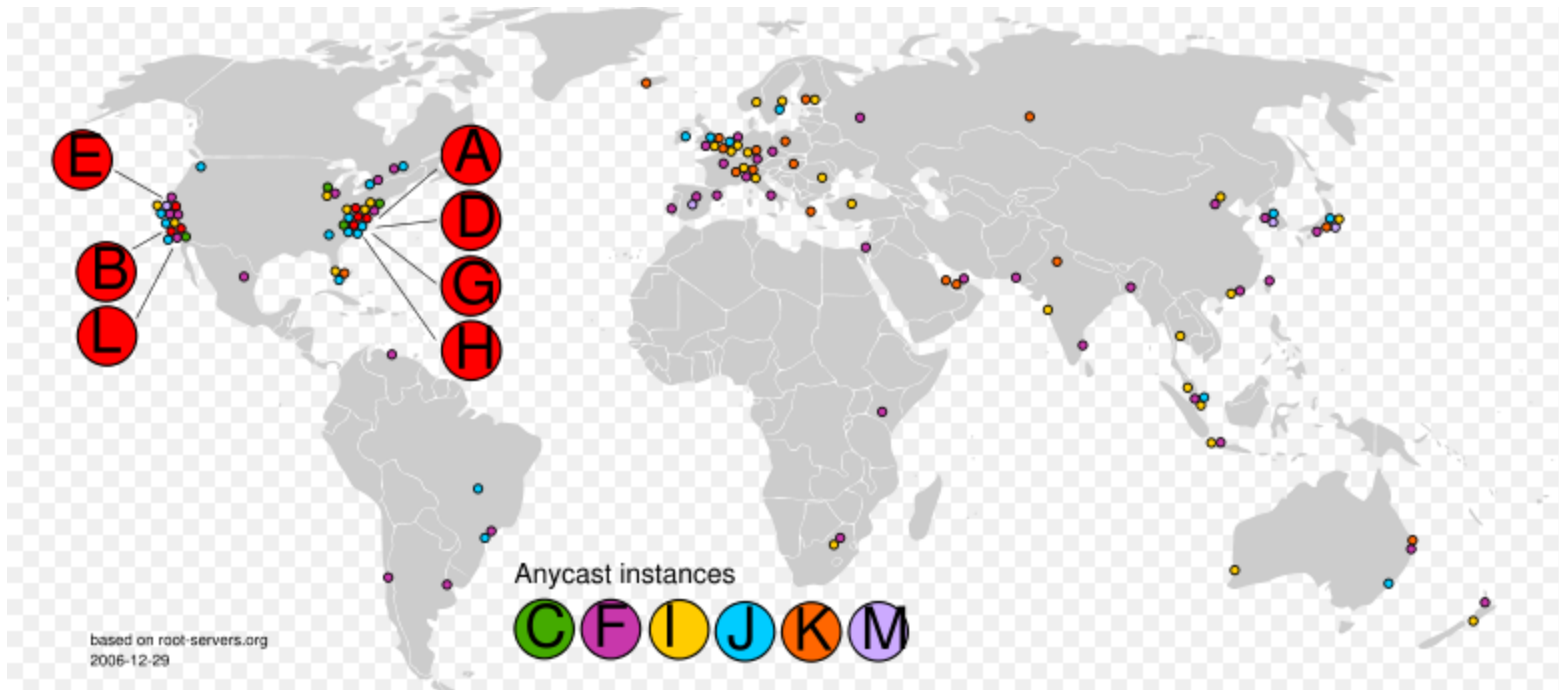 E
A
D
B
G
L
H
Anycast instances
C F I J K M
based on root-servers.org
2006-12-29